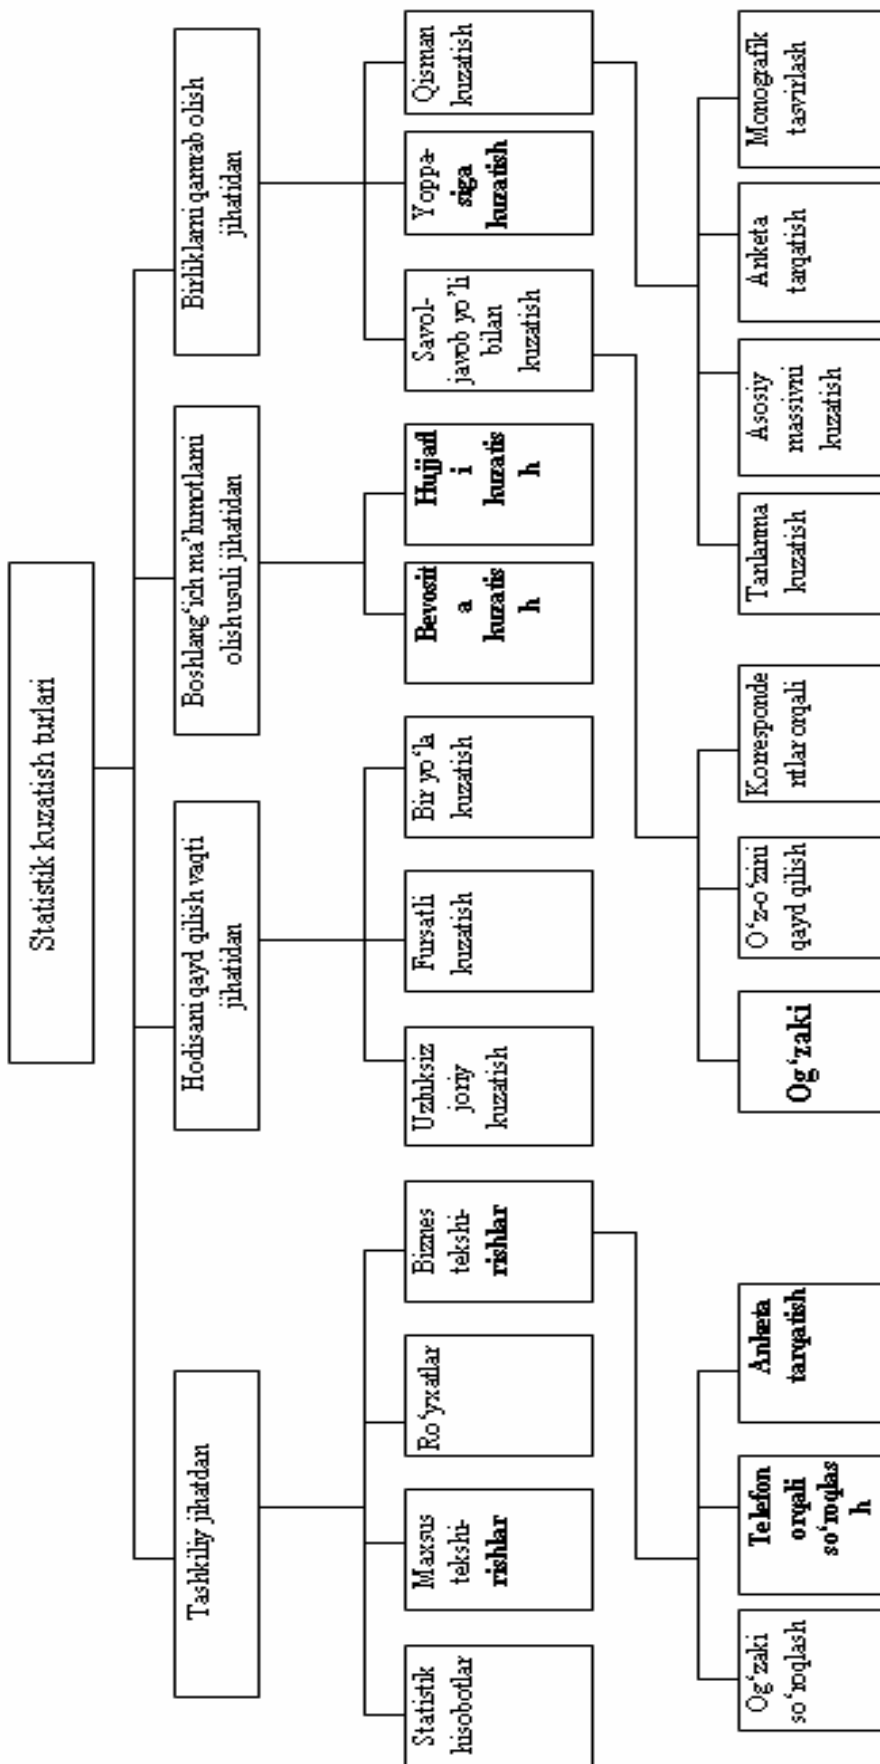 Statistik kuzatish turlari
Tashkiliy jihatdan
Hodisani qayd qilish vaqti
jihatidan
Boshlang‘ich ma’lumotlarni
olish usuli jihatidan
Birliklarni qamrab olish
jihatidan
Statistik
hisobotlar
Maxsus
tekshi-
rishlar
Ro‘yxatlar
Biznes
tekshi-
rishlar
Uzluksiz
joriy
kuzatish
Fursatli
kuzatish
Bir yo‘la
kuzatish
Bevosit
a
kuzatis
h
Hujjatl
i
kuzatis
h
Savol-
javob yo’li
bilan
kuzatish
Yoppa-
siga
kuzatish
Qisman
kuzatish
Og‘zaki
so‘roqlash
Telefon
orqali
so‘roqlas
h
Anketa
tarqatish
Og‘zaki
O‘z-o‘zini
qayd qilish
Korresponde
ntlar orqali
Tanlanma
kuzatish
Asosiy
massivni
kuzatish
Anketa
tarqatish
Monografik
tasvirlash